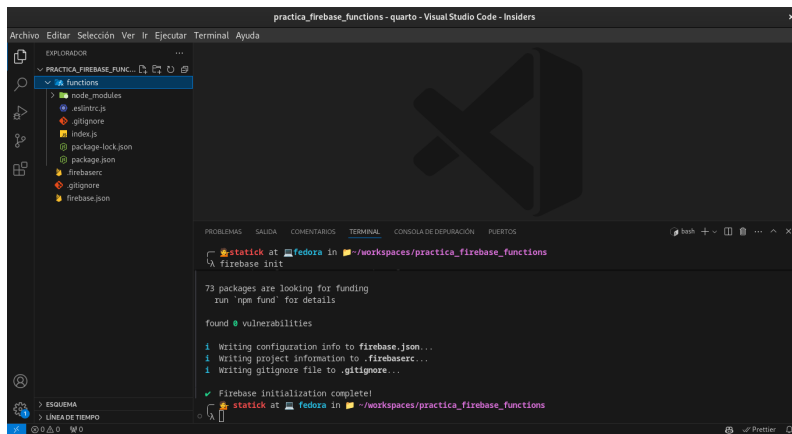 practica_firebase_functions - quarto - Visual Studio Code - Insiders
Archivo Editar Selección Ver Ir Ejecutar Terminal Ayuda
EXPLORADOR
PRACTICA_FIREBASE_FUNC...
functions
node_modules
.eslintrc.js
.gitignore
index.js
package-lock.json
package.json
.firebaserc
.gitignore
firebase.json
ESQUEMA
LÍNEA DE TIEMPO
PROBLEMAS SALIDA COMENTARIOS TERMINAL CONSOLA DE DEPURACIÓN PUERTOS
bash
statick at fedora in ~/workspaces/practica_firebase_functions
λ firebase init
73 packages are looking for funding
run `npm fund` for details
found 0 vulnerabilities
i Writing configuration info to firebase.json...
i Writing project information to .firebaserc...
i Writing gitignore file to .gitignore...
✔ Firebase initialization complete!
statick at fedora in ~/workspaces/practica_firebase_functions
λ
0 0 0 Prettier